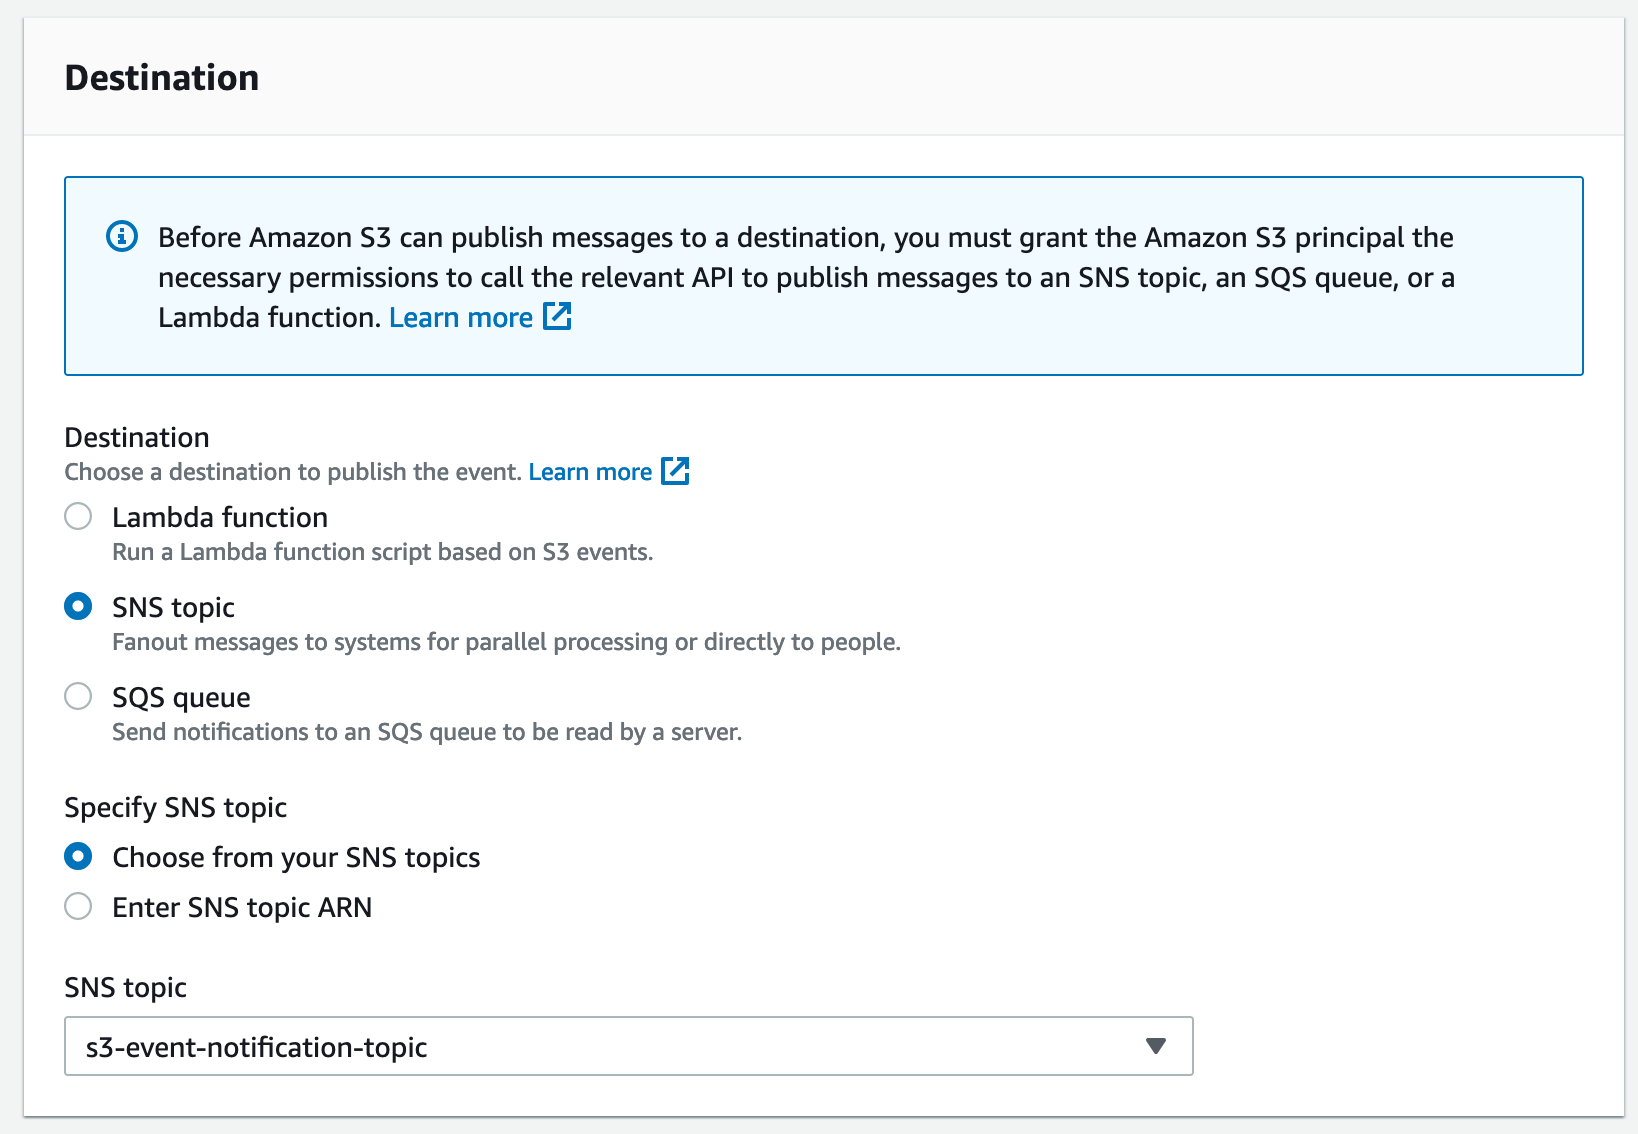 Destination
Before Amazon S3 can publish messages to a destination, you must grant the Amazon S3 principal the
necessary permissions to call the relevant API to publish messages to an SNS topic, an SQS queue, or a
Lambda function. Learn more
Destination
Choose a destination to publish the event. Learn more
Lambda function
Run a Lambda function script based on S3 events.
SNS topic
Fanout messages to systems for parallel processing or directly to people.
SQS queue
Send notifications to an SQS queue to be read by a server.
Specify SNS topic
Choose from your SNS topics
Enter SNS topic ARN
SNS topic
s3-event-notification-topic